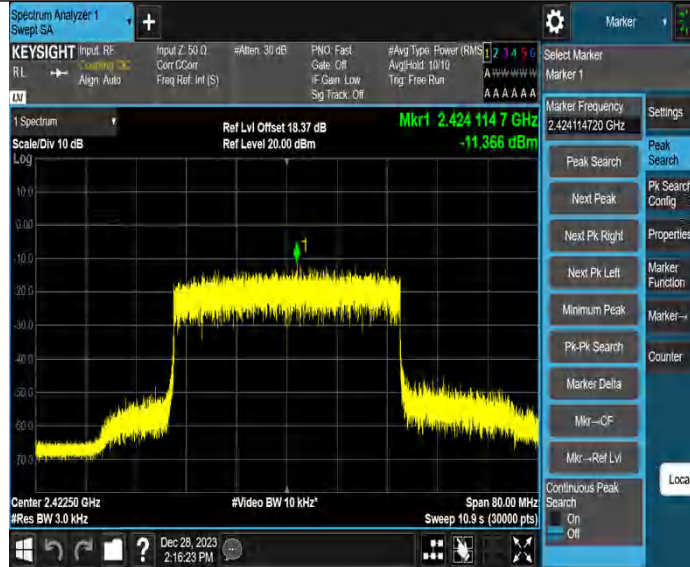 Spectrum Analyzer 1
Swept SA
+
KEYSIGHT
Input: RF
Coupling: DC
Align: Auto
Input Z: 50 Ω
Corr CCorr
Freq Ref: Int (S)
#Atten: 30 dB
PNO: Fast
Gate: Off
IF Gain: Low
Sig Track: Off
#Avg Type: Power (RMS
Avg|Hold: 10/10
Trig: Free Run
1 2 3 4 5 6
A W W W W W
A A A A A A
RL
LXI
1 Spectrum
Scale/Div 10 dB
Log
Ref Lvl Offset 18.37 dB
Ref Level 20.00 dBm
Mkr1 2.424 114 7 GHz
-11.366 dBm
10.0
0.00
-10.0
-20.0
-30.0
-40.0
-50.0
-60.0
-70.0
1
Center 2.42250 GHz
#Res BW 3.0 kHz
#Video BW 10 kHz*
Span 80.00 MHz
Sweep 10.9 s (30000 pts)
?
Dec 28, 2023
2:16:23 PM
Marker
Select Marker
Marker 1
Marker Frequency
2.424114720 GHz
Peak Search
Next Peak
Next Pk Right
Next Pk Left
Minimum Peak
Pk-Pk Search
Marker Delta
Mkr→CF
Mkr→Ref Lvl
Continuous Peak
Search
On
Off
Settings
Peak
Search
Pk Search
Config
Properties
Marker
Function
Marker→
Counter
Loca